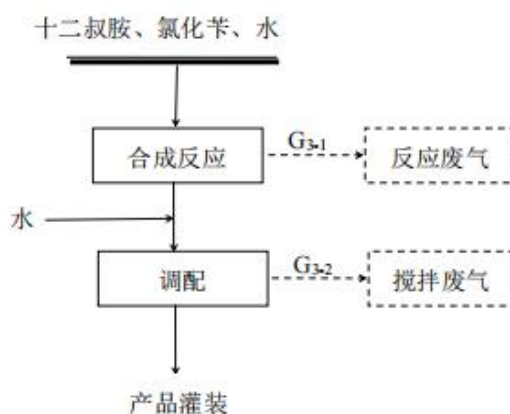 十二叔胺、氯化苄、水
合成反应
G3-1
反应废气
水
调配
G3-2
搅拌废气
产品灌装